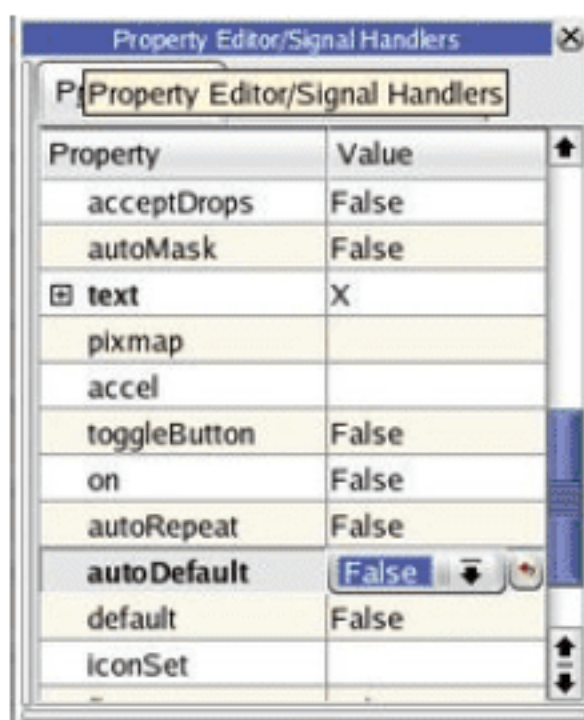 Property Editor/Signal Handlers
Property Editor/Signal Handlers
Property Value
acceptDrops False
autoMask False
text X
pixmap
accel
toggleButton False
on False
autoRepeat False
autoDefault False
default False
iconSet